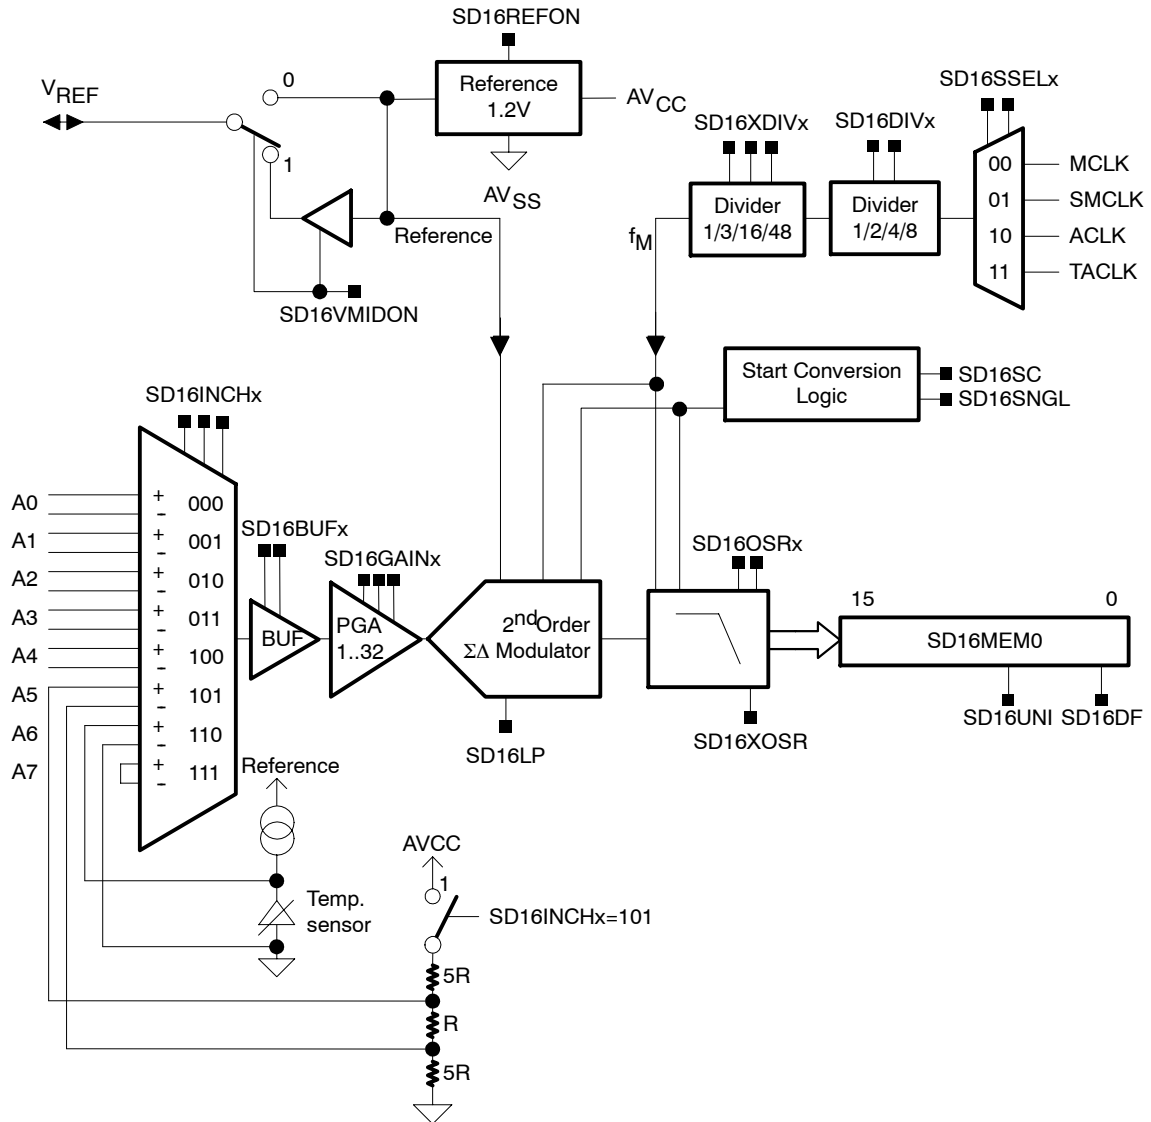 SD16REFON
0
VREF
Reference
1.2V
AVCC
AVSS
1
Reference
SD16VMIDON
SD16SSELx
SD16XDIVx
SD16DIVx
Divider
1/3/16/48
Divider
1/2/4/8
00
MCLK
01
SMCLK
10
ACLK
11
TACLK
fM
Start Conversion
Logic
SD16SC
SD16SNGL
SD16INCHx
A0
+
-
000
A1
+
-
001
A2
+
-
010
A3
+
-
011
A4
+
-
100
A5
+
-
101
A6
+
-
110
A7
+
-
111
SD16BUFx
BUF
SD16GAINx
PGA
1..32
2nd Order
ΣΔ Modulator
SD16LP
SD16OSRx
SD16XOSR
15
0
SD16MEM0
SD16UNI
SD16DF
Reference
Temp.
sensor
AVCC
1
SD16INCHx=101
5R
R
5R